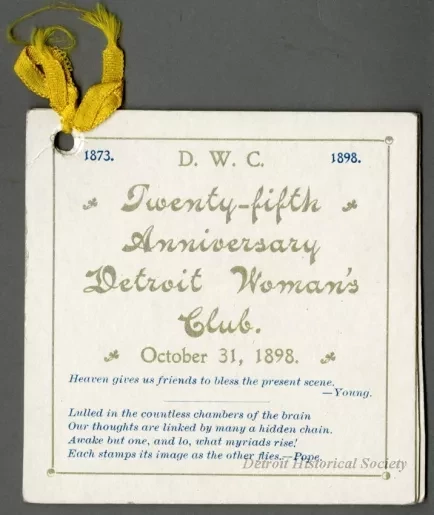 1873. D. W. C. 1898.
Twenty-fifth
Anniversary
Detroit Woman's
Club.
October 31, 1898.
Heaven gives us friends to bless the present scene.
—Young.
Lulled in the countless chambers of the brain
Our thoughts are linked by many a hidden chain.
Awake but one, and lo, what myriads rise!
Each stamps its image as the other flies.—Pope.
Detroit Historical Society